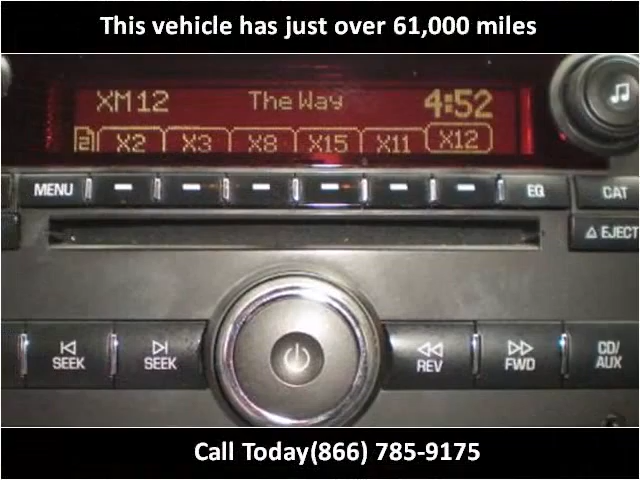 This vehicle has just over 61,000 miles
XM12 The Way 4:52
2 X2 X3 X8 X15 X11 X12
MENU EQ CAT
EJECT
SEEK SEEK REV FWD CD/
AUX
Call Today(866) 785-9175